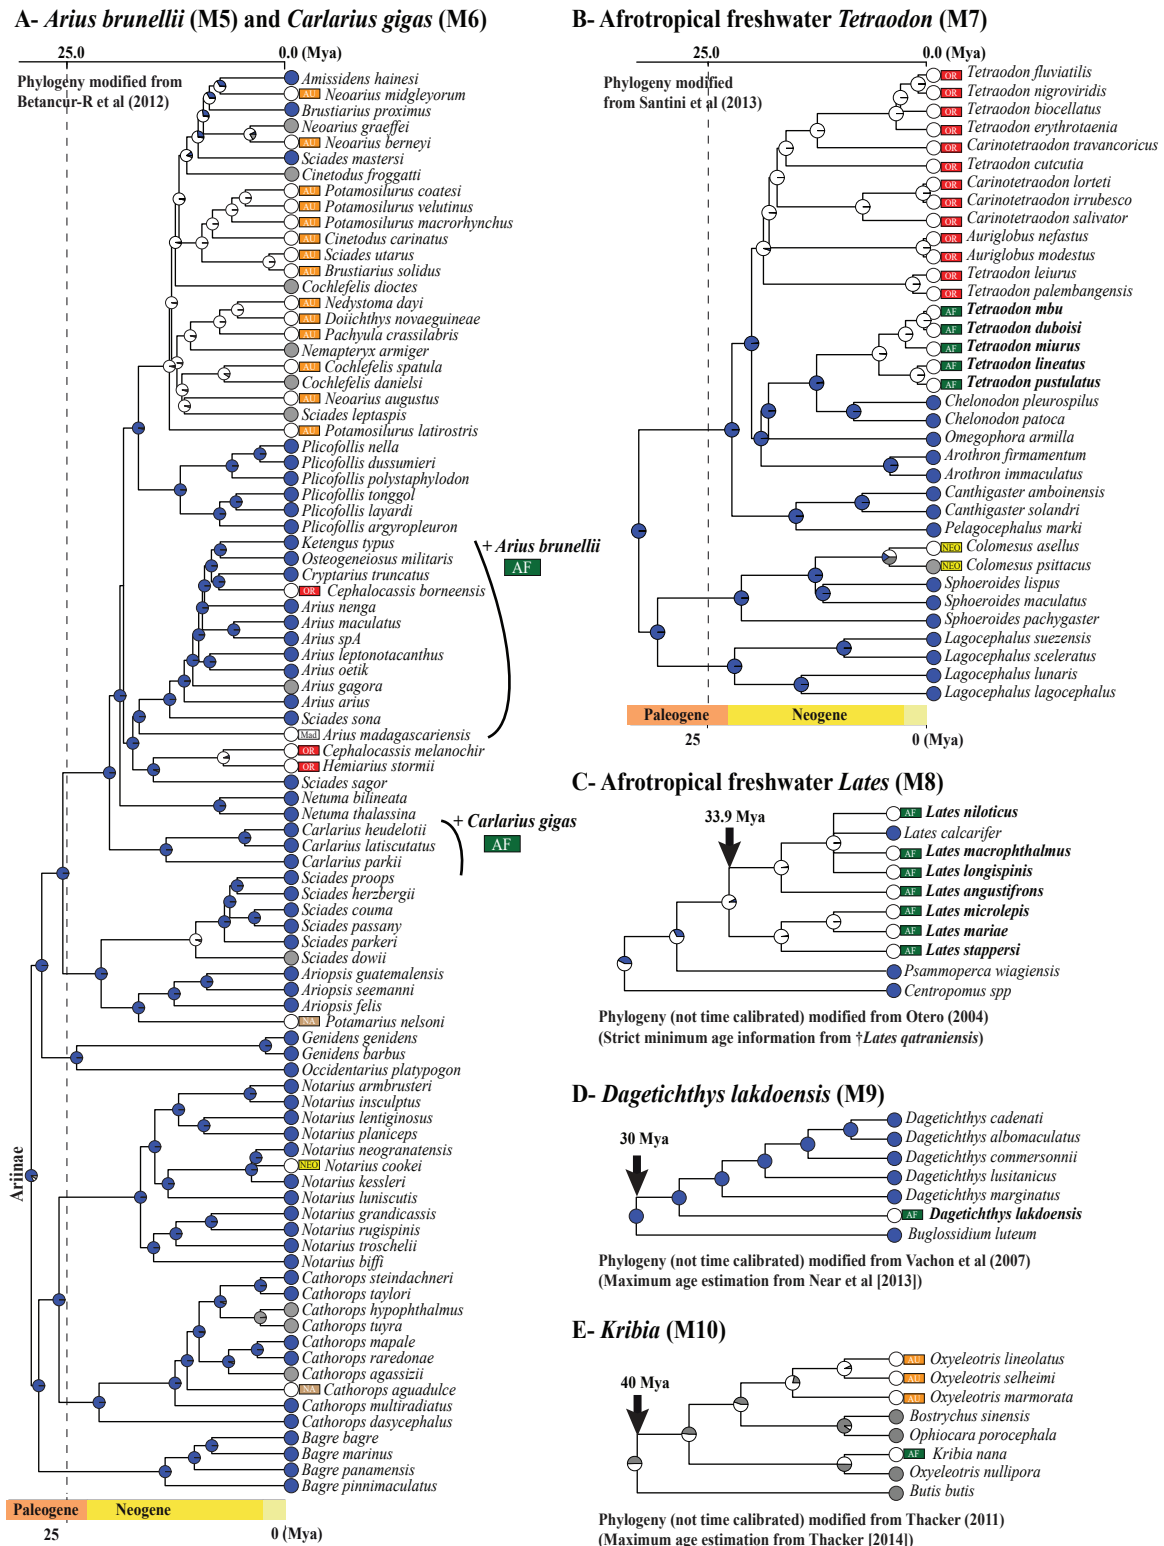 A- Arius brunellii (M5) and Carlarius gigas (M6)
25.0
0.0 (Mya)
Phylogeny modified from
Betancur-R et al (2012)
Amissidens hainesi
AU Neoarius midgleyorum
Brustiarius proximus
Neoarius graeffei
AU Neoarius berneyi
Sciades mastersi
Cinetodus froggatti
AU Potamosilurus coatesi
AU Potamosilurus velutinus
AU Potamosilurus macrorhynchus
AU Cinetodus carinatus
AU Sciades utarus
AU Brustiarius solidus
Cochlefelis dioctes
AU Nedystoma dayi
AU Doiichthys novaeguineae
AU Pachyula crassilabris
Nemapteryx armiger
AU Cochlefelis spatula
Cochlefelis danielsi
AU Neoarius augustus
Sciades leptaspis
AU Potamosilurus latirostris
Plicofollis nella
Plicofollis dussumieri
Plicofollis polystaphylodon
Plicofollis tonggol
Plicofollis layardi
Plicofollis argyropleuron
Ketengus typus
Osteogeneiosus militaris
Cryptarius truncatus
OR Cephalocassis borneensis
Arius nenga
Arius maculatus
Arius spA
Arius leptonotacanthus
Arius oetik
Arius gagora
Arius arius
Sciades sona
Mad Arius madagascariensis
OR Cephalocassis melanochir
OR Hemiarius stormii
Sciades sagor
Netuma bilineata
Netuma thalassina
Carlarius heudelotii
Carlarius latiscutatus
Carlarius parkii
Sciades proops
Sciades herzbergii
Sciades couma
Sciades passany
Sciades parkeri
Sciades dowii
Ariopsis guatemalensis
Ariopsis seemanni
Ariopsis felis
NA Potamarius nelsoni
Genidens genidens
Genidens barbus
Occidentarius platypogon
Notarius armbrusteri
Notarius insculptus
Notarius lentiginosus
Notarius planiceps
Notarius neogranatensis
NEO Notarius cookei
Notarius kessleri
Notarius luniscutis
Notarius grandicassis
Notarius rugispinis
Notarius troschelii
Notarius biffi
Cathorops steindachneri
Cathorops taylori
Cathorops hypophthalmus
Cathorops tuyra
Cathorops mapale
Cathorops raredonae
Cathorops agassizii
NA Cathorops aguadulce
Cathorops multiradiatus
Cathorops dasycephalus
Bagre bagre
Bagre marinus
Bagre panamensis
Bagre pinnimaculatus
+ Arius brunellii
AF
+ Carlarius gigas
AF
Ariinae
Paleogene
Neogene
25
0 (Mya)
B- Afrotropical freshwater Tetraodon (M7)
25.0
0.0 (Mya)
Phylogeny modified
from Santini et al (2013)
OR Tetraodon fluviatilis
OR Tetraodon nigroviridis
OR Tetraodon biocellatus
OR Tetraodon erythrotaenia
OR Carinotetraodon travancoricus
OR Tetraodon cutcutia
OR Carinotetraodon lorteti
OR Carinotetraodon irrubesco
OR Carinotetraodon salivator
OR Auriglobus nefastus
OR Auriglobus modestus
OR Tetraodon leiurus
OR Tetraodon palembangensis
AF Tetraodon mbu
AF Tetraodon duboisi
AF Tetraodon miurus
AF Tetraodon lineatus
AF Tetraodon pustulatus
Chelonodon pleurospilus
Chelonodon patoca
Omegophora armilla
Arothron firmamentum
Arothron immaculatus
Canthigaster amboinensis
Canthigaster solandri
Pelagocephalus marki
NEO Colomesus asellus
NEO Colomesus psittacus
Sphoeroides lispus
Sphoeroides maculatus
Sphoeroides pachygaster
Lagocephalus suezensis
Lagocephalus sceleratus
Lagocephalus lunaris
Lagocephalus lagocephalus
Paleogene
Neogene
25
0 (Mya)
C- Afrotropical freshwater Lates (M8)
33.9 Mya
AF Lates niloticus
Lates calcarifer
AF Lates macrophthalmus
AF Lates longispinis
AF Lates angustifrons
AF Lates microlepis
AF Lates mariae
AF Lates stappersi
Psammoperca wiagiensis
Centropomus spp
Phylogeny (not time calibrated) modified from Otero (2004)
(Strict minimum age information from †Lates qatraniensis)
D- Dagetichthys lakdoensis (M9)
30 Mya
Dagetichthys cadenati
Dagetichthys albomaculatus
Dagetichthys commersonnii
Dagetichthys lusitanicus
Dagetichthys marginatus
AF Dagetichthys lakdoensis
Buglossidium luteum
Phylogeny (not time calibrated) modified from Vachon et al (2007)
(Maximum age estimation from Near et al [2013])
E- Kribia (M10)
40 Mya
AU Oxyeleotris lineolatus
AU Oxyeleotris selheimi
AU Oxyeleotris marmorata
Bostrychus sinensis
Ophiocara porocephala
AF Kribia nana
Oxyeleotris nullipora
Butis butis
Phylogeny (not time calibrated) modified from Thacker (2011)
(Maximum age estimation from Thacker [2014])